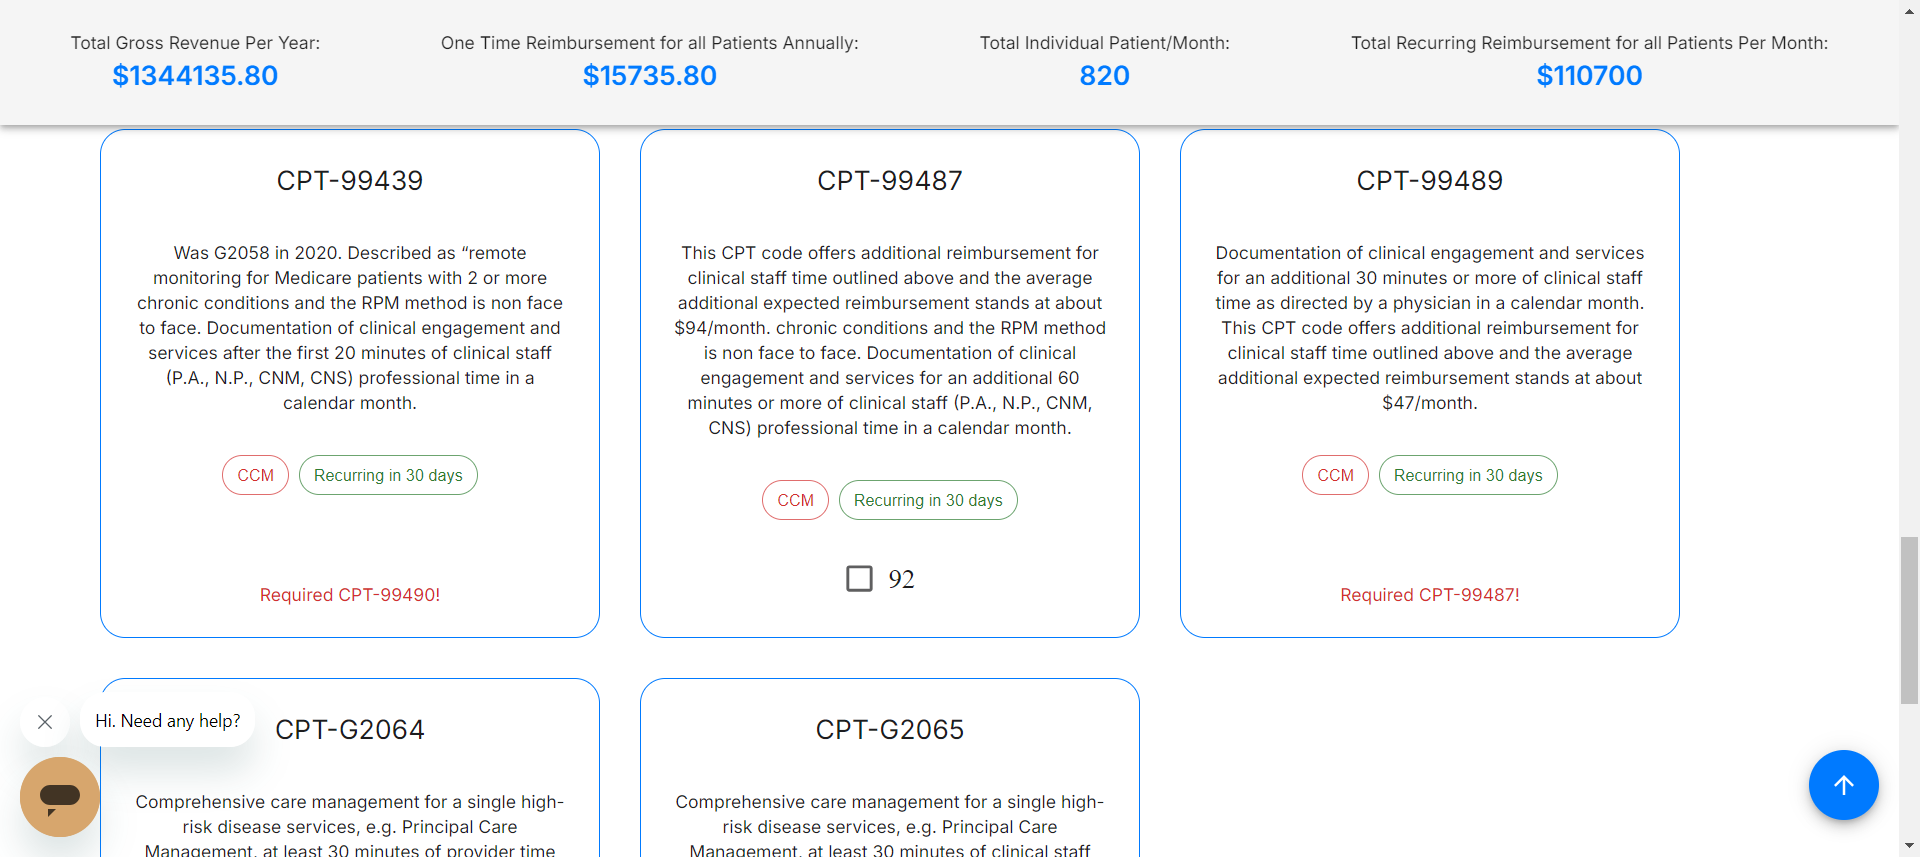 Total Gross Revenue Per Year:
$1344135.80
One Time Reimbursement for all Patients Annually:
$15735.80
Total Individual Patient/Month:
820
Total Recurring Reimbursement for all Patients Per Month:
$110700
CPT-99439
Was G2058 in 2020. Described as “remote
monitoring for Medicare patients with 2 or more
chronic conditions and the RPM method is non face
to face. Documentation of clinical engagement and
services after the first 20 minutes of clinical staff
(P.A., N.P., CNM, CNS) professional time in a
calendar month.
CCM
Recurring in 30 days
Required CPT-99490!
CPT-99487
This CPT code offers additional reimbursement for
clinical staff time outlined above and the average
additional expected reimbursement stands at about
$94/month. chronic conditions and the RPM method
is non face to face. Documentation of clinical
engagement and services for an additional 60
minutes or more of clinical staff (P.A., N.P., CNM,
CNS) professional time in a calendar month.
CCM
Recurring in 30 days
92
CPT-99489
Documentation of clinical engagement and services
for an additional 30 minutes or more of clinical staff
time as directed by a physician in a calendar month.
This CPT code offers additional reimbursement for
clinical staff time outlined above and the average
additional expected reimbursement stands at about
$47/month.
CCM
Recurring in 30 days
Required CPT-99487!
Hi. Need any help?
CPT-G2064
Comprehensive care management for a single high-
risk disease services, e.g. Principal Care
Management, at least 30 minutes of provider time
CPT-G2065
Comprehensive care management for a single high-
risk disease services, e.g. Principal Care
Management, at least 30 minutes of clinical staff